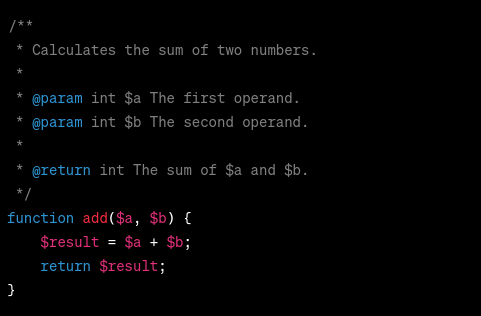 /**
 * Calculates the sum of two numbers.
 *
 * @param int $a The first operand.
 * @param int $b The second operand.
 *
 * @return int The sum of $a and $b.
 */
function add($a, $b) {
    $result = $a + $b;
    return $result;
}